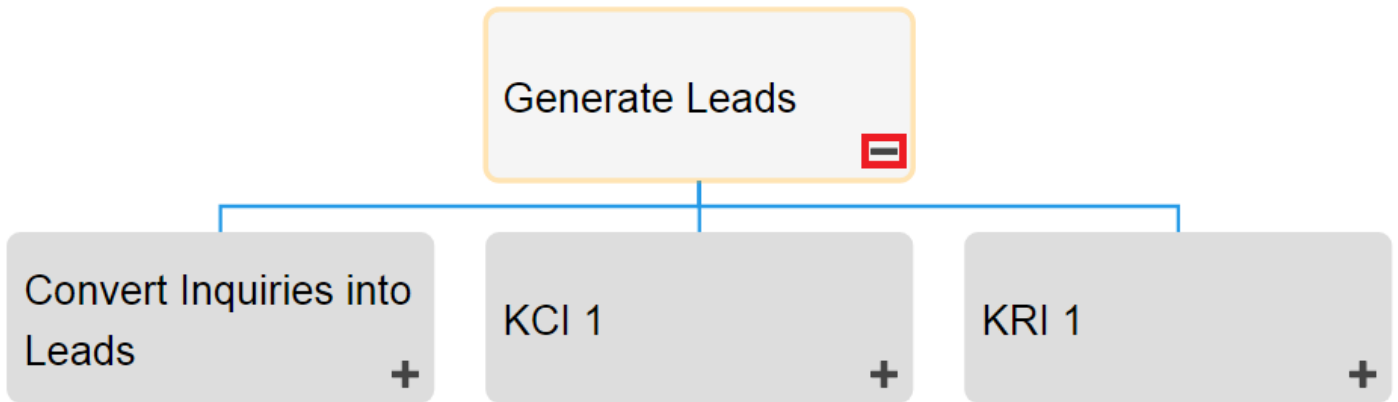 Generate Leads
Convert Inquiries into
Leads
KCI 1
KRI 1